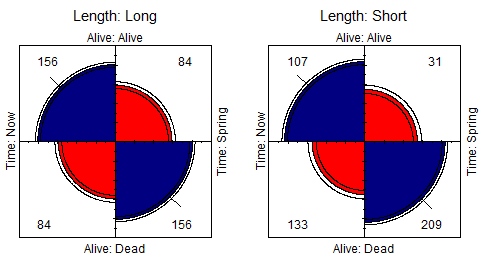 Length: Long
Alive: Alive
156
84
Time: Now
Time: Spring
84
156
Alive: Dead
Length: Short
Alive: Alive
107
31
Time: Now
Time: Spring
133
209
Alive: Dead